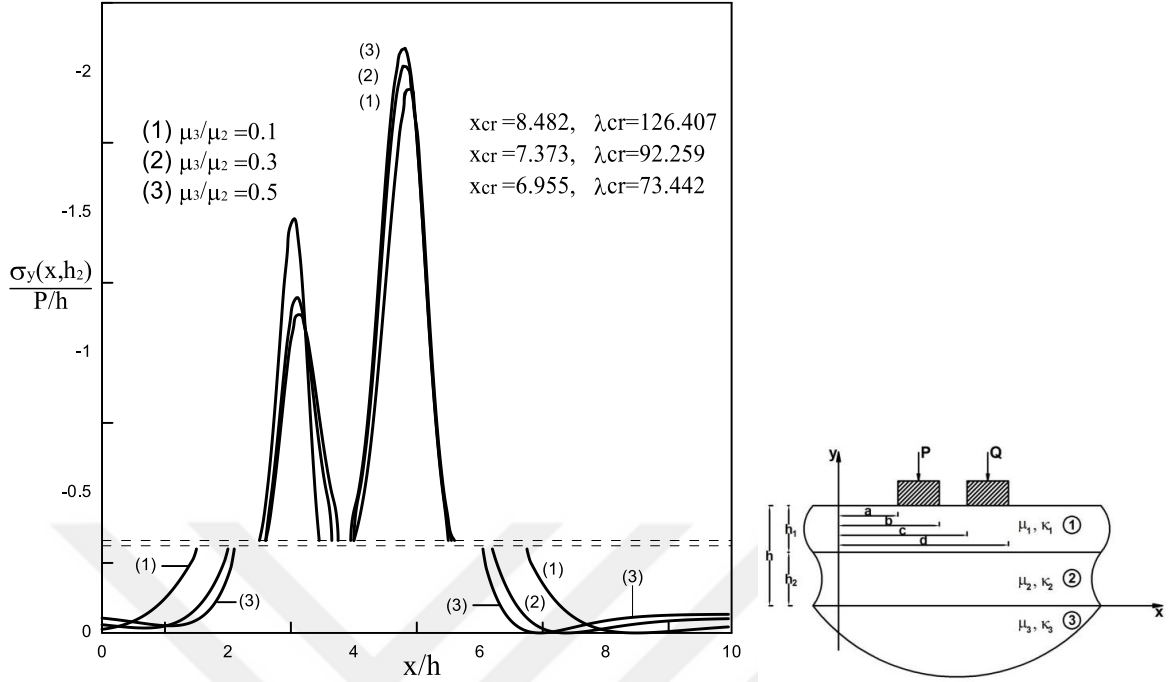 -2
-1.5
-1
-0.5
0
σy(x,h₂)
P/h
(3)
(2)
(1)
(1) μ₃/μ₂ =0.1
(2) μ₃/μ₂ =0.3
(3) μ₃/μ₂ =0.5
xcr =8.482, λcr=126.407
xcr =7.373, λcr=92.259
xcr =6.955, λcr=73.442
(1)
(3)
(3)
(2)
(1)
(3)
0 2 4 6 8 10
x/h
y
P
Q
a
b
c
d
h
h₁
h₂
μ₁, κ₁ ①
μ₂, κ₂ ②
μ₃, κ₃ ③
x